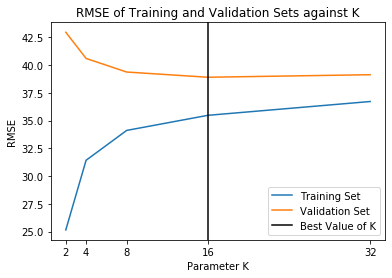 RMSE of Training and Validation Sets against K
RMSE
42.5
40.0
37.5
35.0
32.5
30.0
27.5
25.0
Training Set
Validation Set
Best Value of K
2 4 8 16 32
Parameter K